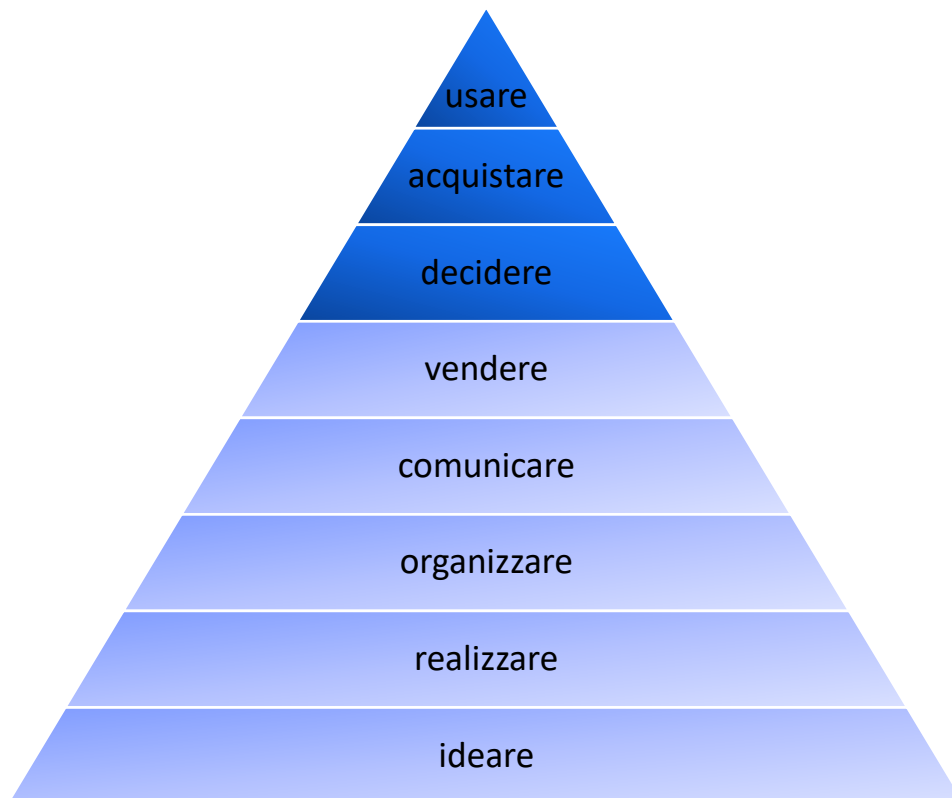 usare
acquistare
decidere
vendere
comunicare
organizzare
realizzare
ideare